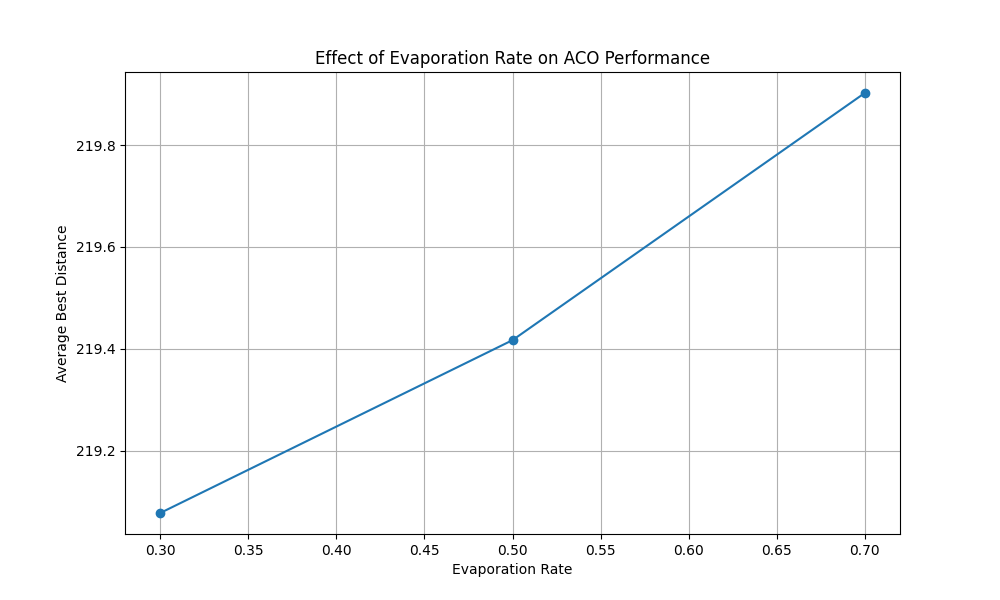 Effect of Evaporation Rate on ACO Performance
Average Best Distance
219.8
219.6
219.4
219.2
0.30 0.35 0.40 0.45 0.50 0.55 0.60 0.65 0.70
Evaporation Rate